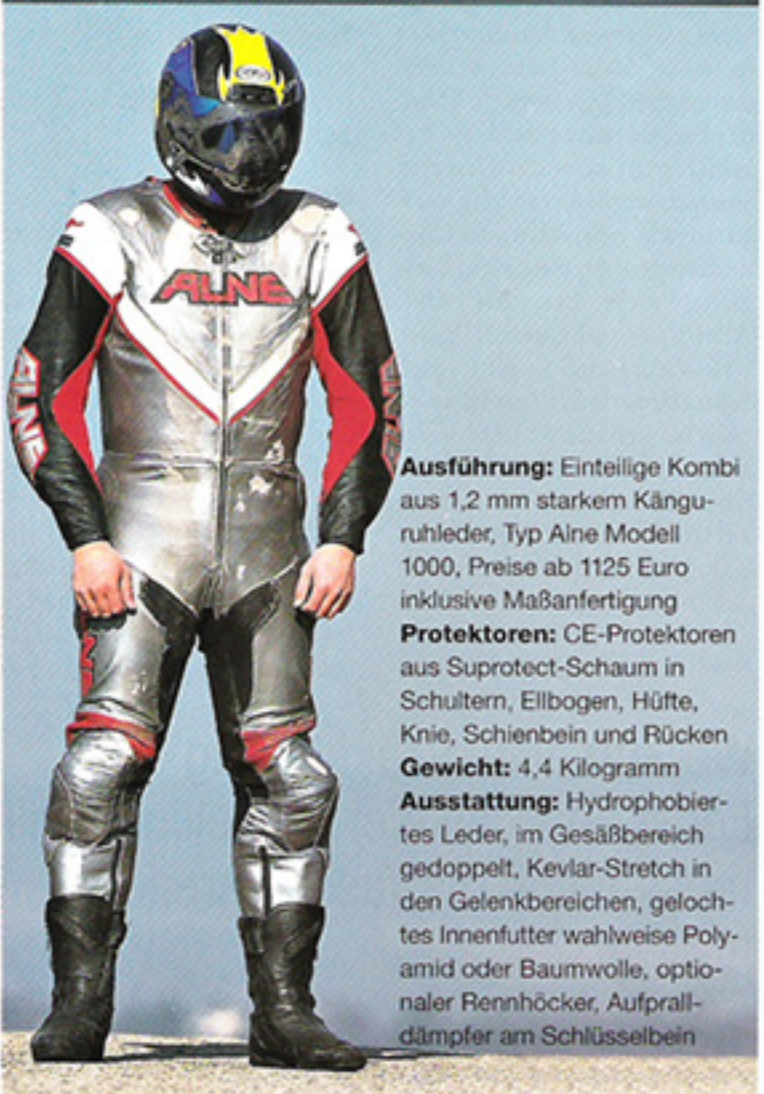 ALNE
ALNE
Ausführung: Einteilige Kombi
aus 1,2 mm starkem Kängu-
ruhleder, Typ Alne Modell
1000, Preise ab 1125 Euro
inklusive Maßanfertigung
Protektoren: CE-Protektoren
aus Suprotect-Schaum in
Schultern, Ellbogen, Hüfte,
Knie, Schienbein und Rücken
Gewicht: 4,4 Kilogramm
Ausstattung: Hydrophobier-
tes Leder, im Gesäßbereich
gedoppelt, Kevlar-Stretch in
den Gelenkbereichen, geloch-
tes Innenfutter wahlweise Poly-
amid oder Baumwolle, optio-
naler Rennhöcker, Aufprall-
dämpfer am Schlüsselbein